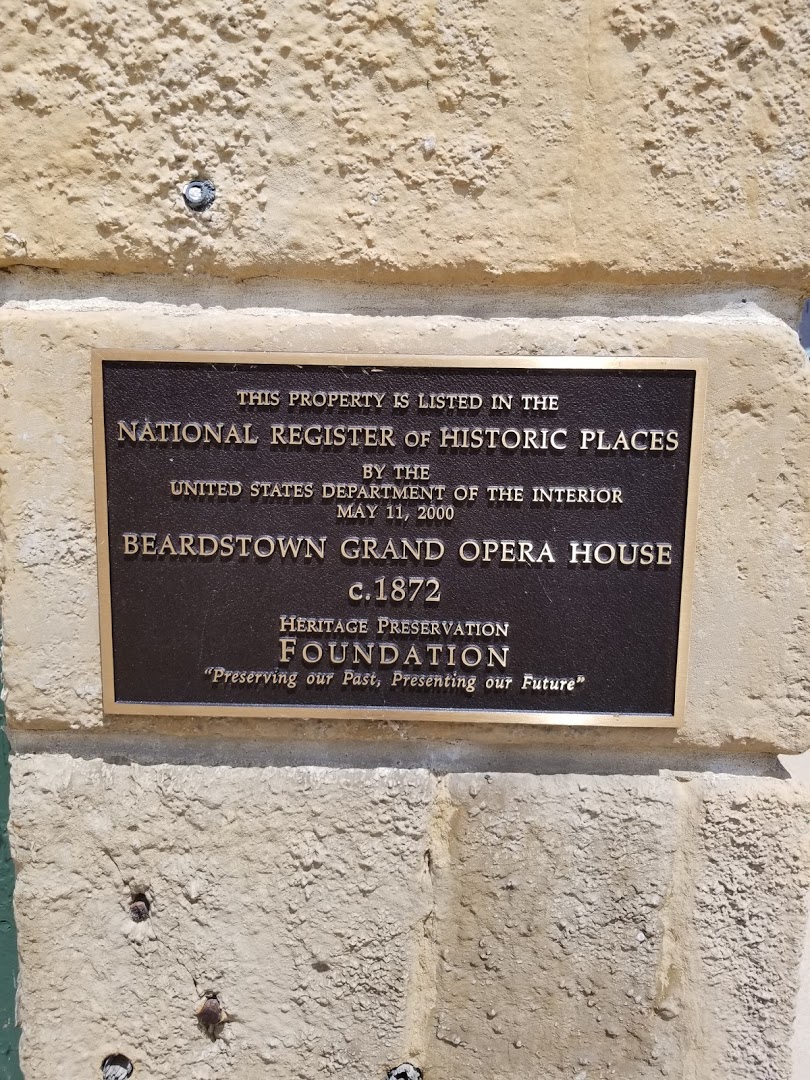 THIS PROPERTY IS LISTED IN THE
NATIONAL REGISTER OF HISTORIC PLACES
BY THE
UNITED STATES DEPARTMENT OF THE INTERIOR
MAY 11, 2000
BEARDSTOWN GRAND OPERA HOUSE
c.1872
HERITAGE PRESERVATION
FOUNDATION
"Preserving our Past, Presenting our Future"